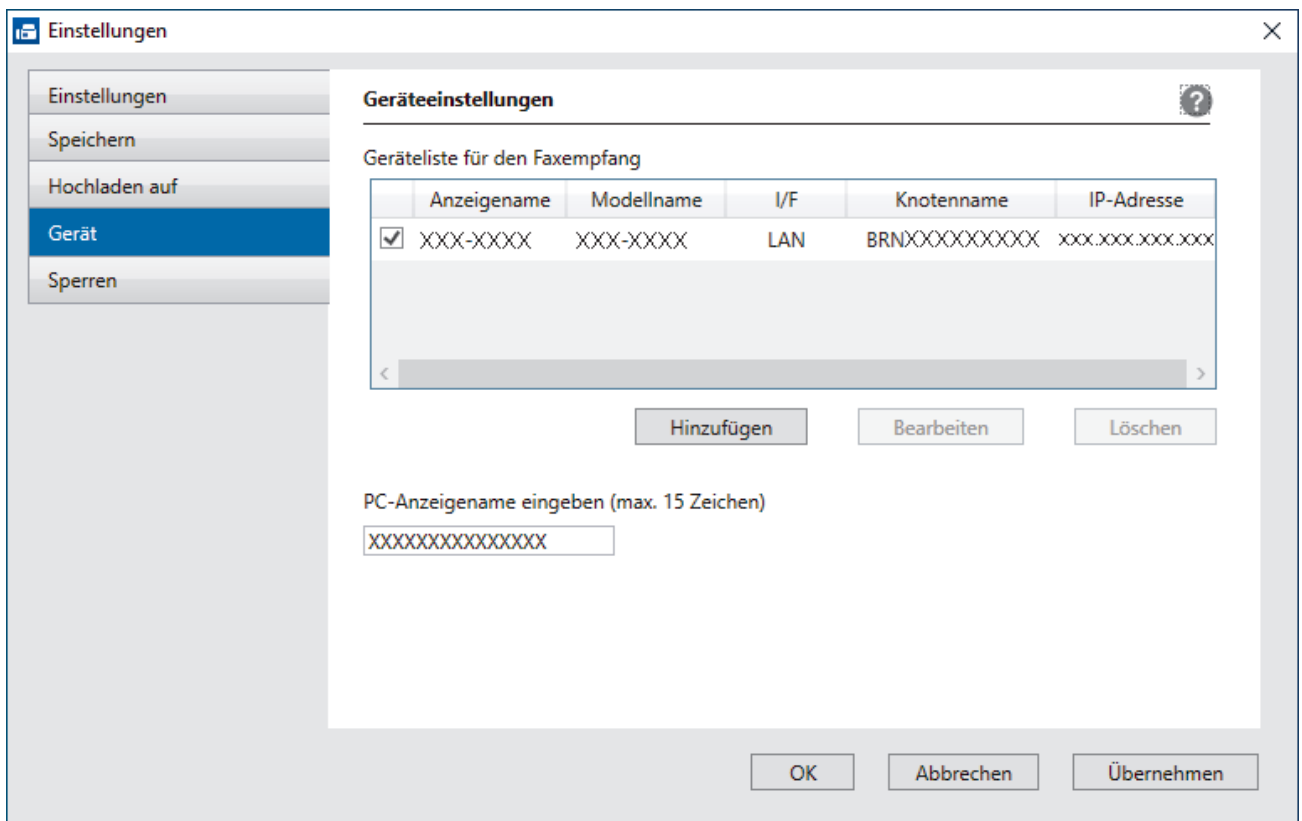 Einstellungen
Einstellungen
Speichern
Hochladen auf
Gerät
Sperren
Geräteeinstellungen
?
Geräteliste für den Faxempfang
Anzeigename Modellname I/F Knotenname IP-Adresse
XXX-XXXX XXX-XXXX LAN BRNXXXXXXXXX XXX.XXX.XXX.XXX
Hinzufügen Bearbeiten Löschen
PC-Anzeigename eingeben (max. 15 Zeichen)
XXXXXXXXXXXXXXX
OK Abbrechen Übernehmen